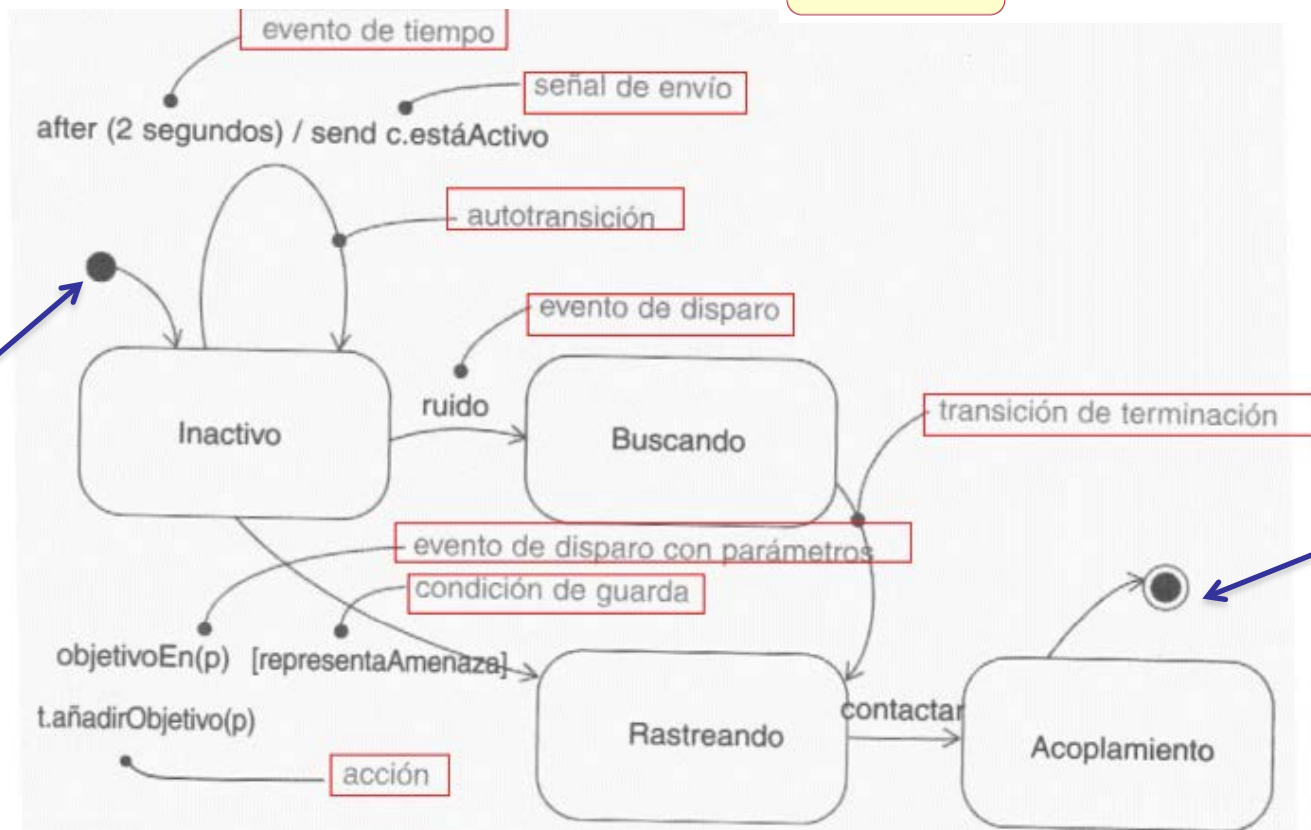 evento de tiempo
señal de envío
after (2 segundos) / send c.estáActivo
autotransición
evento de disparo
ruido
transición de terminación
Inactivo
Buscando
evento de disparo con parámetros
condición de guarda
objetivoEn(p) [representaAmenaza]
t.añadirObjetivo(p)
contactar
Rastreando
Acoplamiento
acción